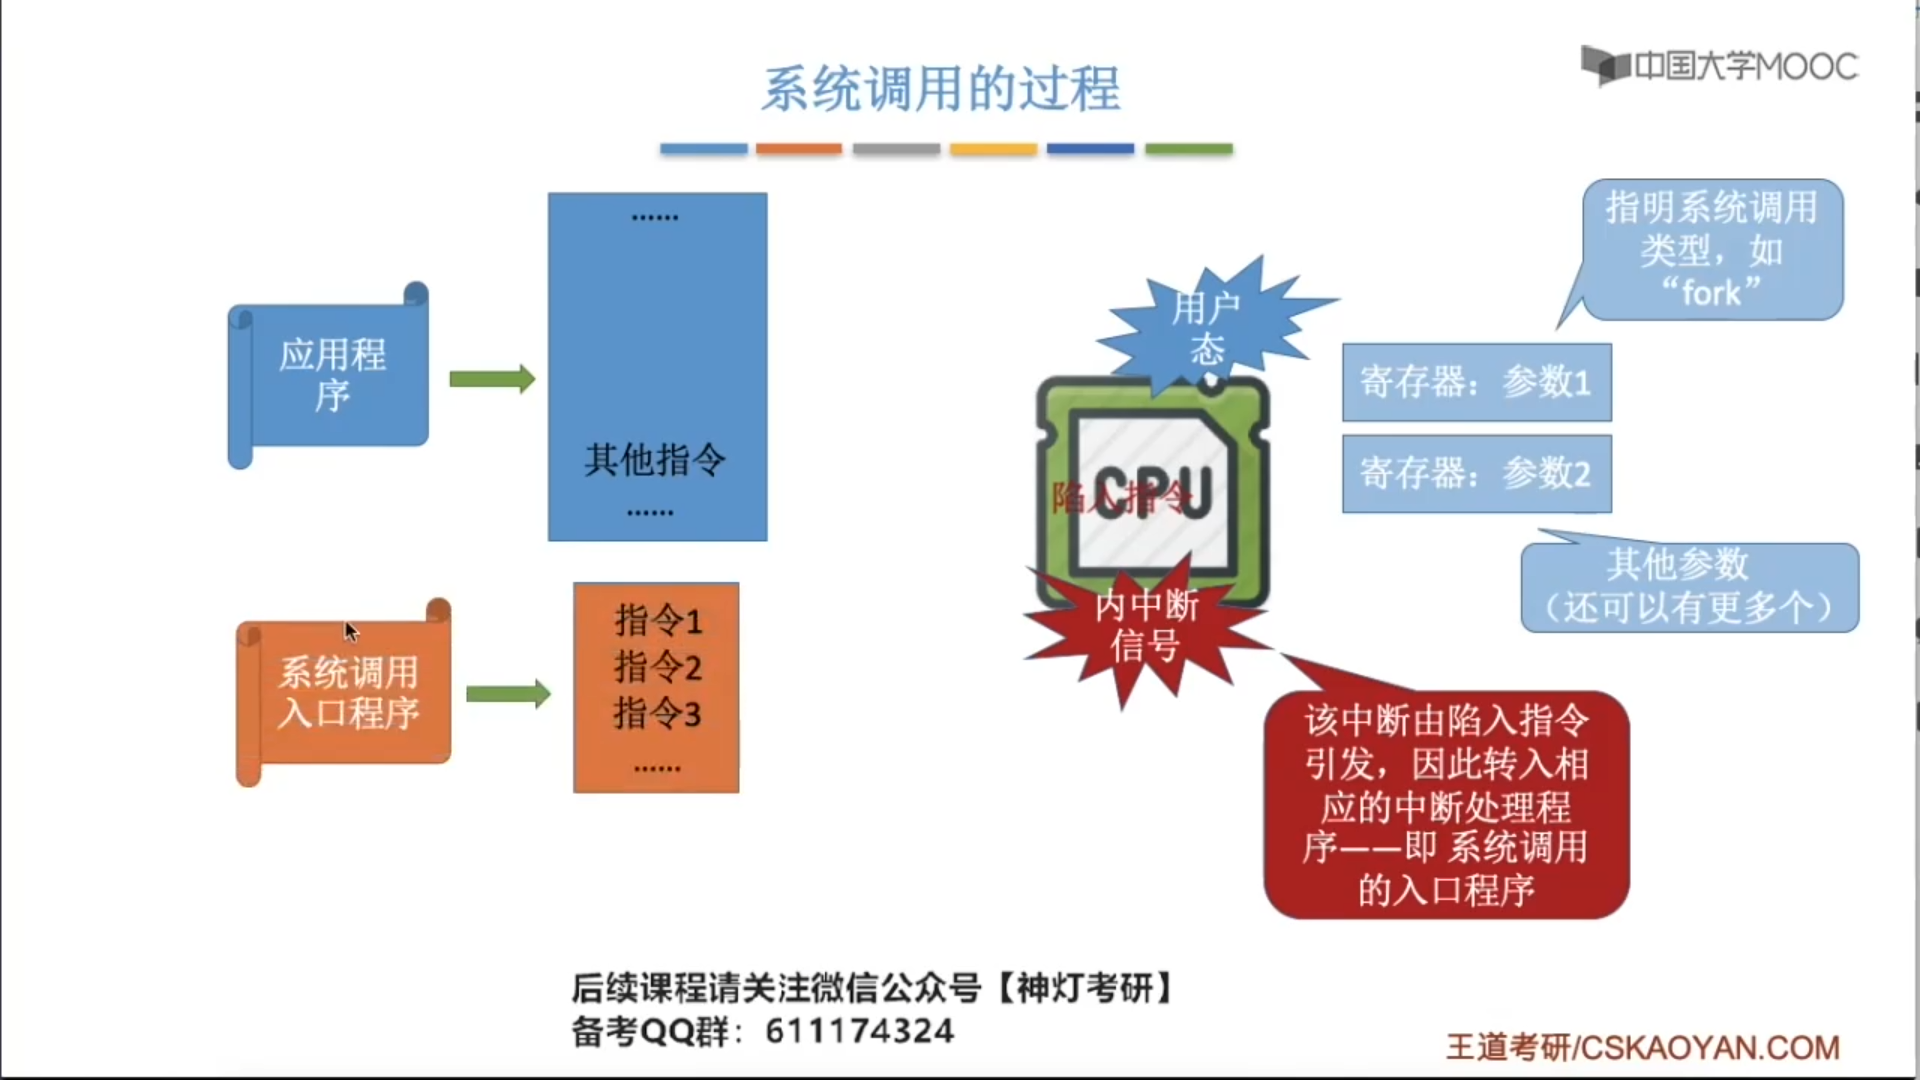 中国大学MOOC
系统调用的过程
......
其他指令
......
应用程
序
系统调用
入口程序
指令1
指令2
指令3
......
用户
态
CPU
陷入指令
内中断
信号
指明系统调用
类型，如
“fork”
寄存器：参数1
寄存器：参数2
其他参数
（还可以有更多个）
该中断由陷入指令
引发，因此转入相
应的中断处理程
序——即 系统调用
的入口程序
后续课程请关注微信公众号【神灯考研】
备考QQ群：611174324
王道考研/CSKAOYAN.COM